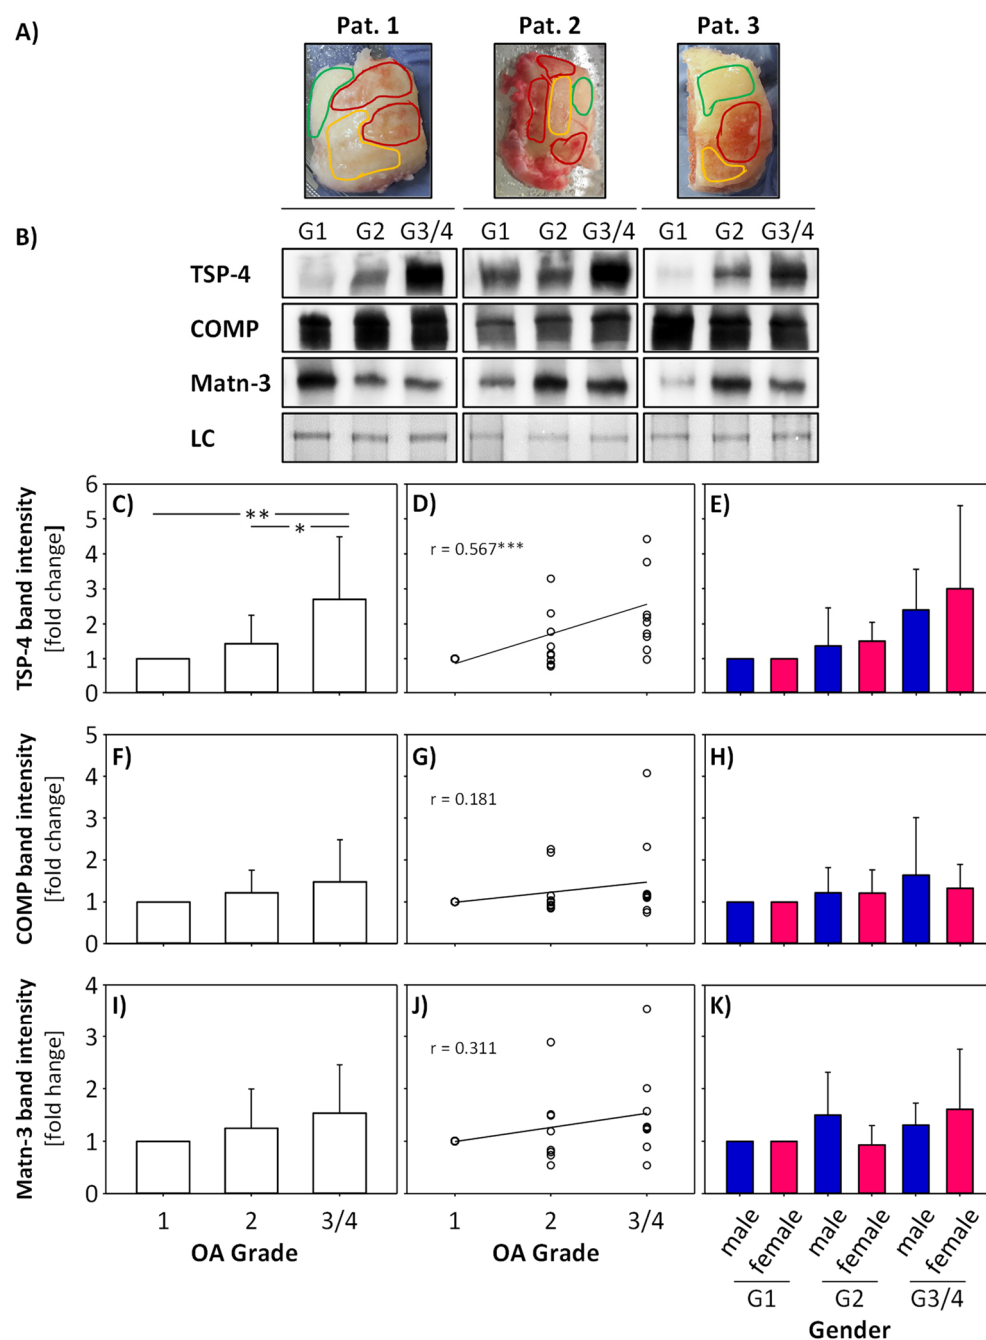 A)
Pat. 1 Pat. 2 Pat. 3
B)
G1 G2 G3/4 G1 G2 G3/4 G1 G2 G3/4
TSP-4
COMP
Matn-3
LC
TSP-4 band intensity
[fold change]
6
5
4
3
2
1
0
C)
**
*
D)
r = 0.567***
E)
COMP band intensity
[fold change]
5
4
3
2
1
0
F)
G)
r = 0.181
H)
Matn-3 band intensity
[fold hange]
4
3
2
1
0
I)
J)
r = 0.311
K)
1 2 3/4
OA Grade
1 2 3/4
OA Grade
male female male female male female
G1 G2 G3/4
Gender